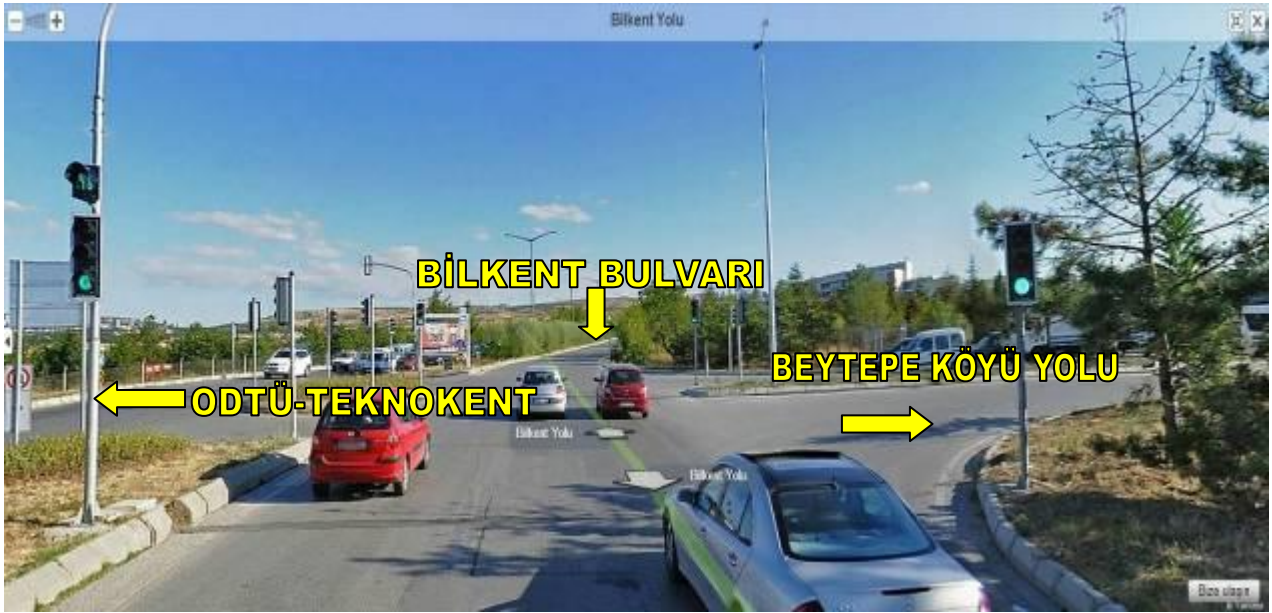 Bilkent Yolu
BİLKENT BULVARI
BEYTEPE KÖYÜ YOLU
ODTÜ-TEKNOKENT
Bilkent Yolu
Bilkent Yolu
Bize ulaşın